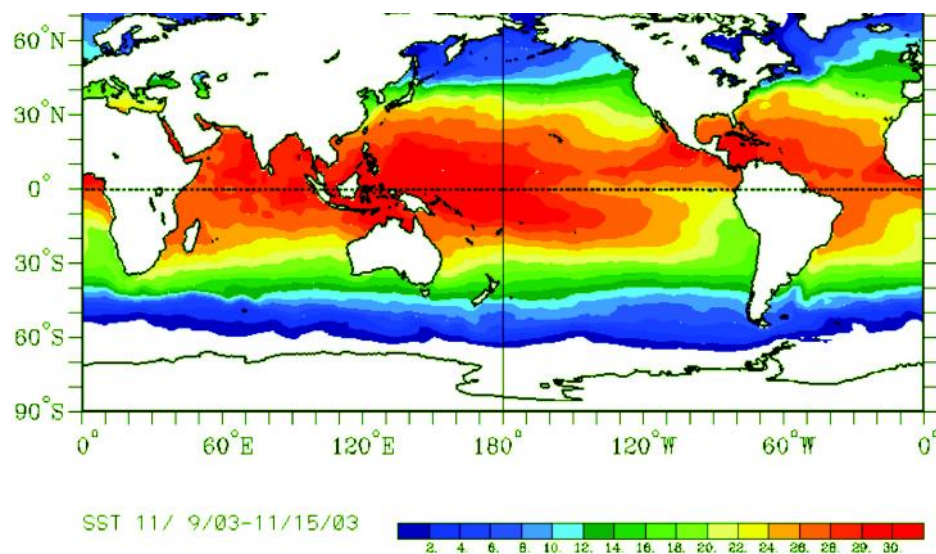 60°N
30°N
0°
30°S
60°S
90°S
0° 60°E 120°E 180° 120°W 60°W 0°
SST 11/ 9/03-11/15/03
2. 4. 6. 8. 10. 12. 14. 16. 18. 20. 22. 24. 26. 28. 29. 30